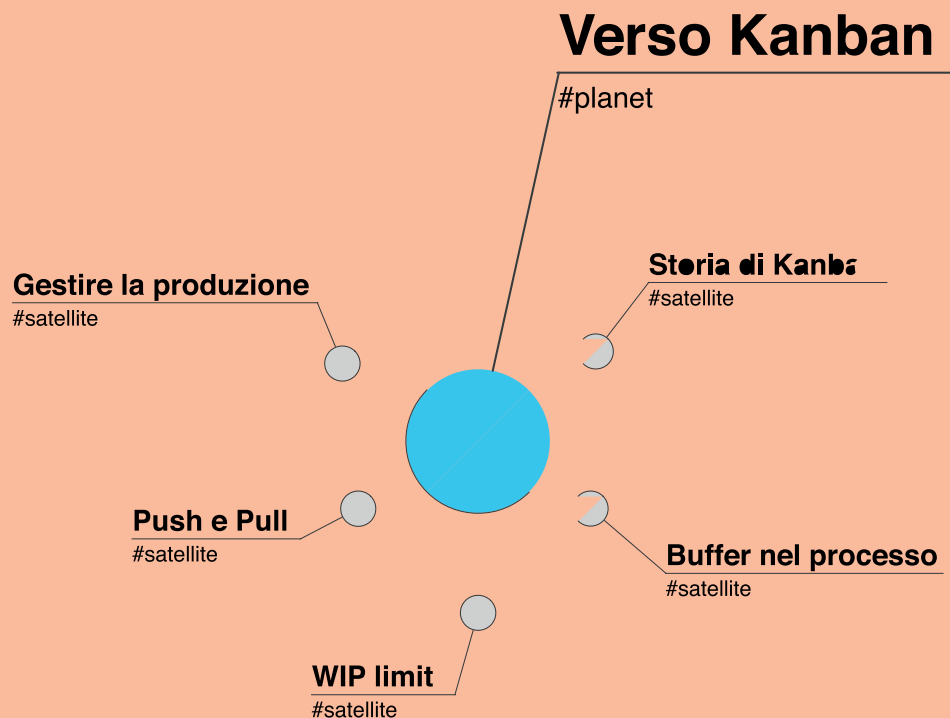 Verso Kanban
#planet
Storia di Kanba
#satellite
Gestire la produzione
#satellite
Push e Pull
#satellite
Buffer nel processo
#satellite
WIP limit
#satellite